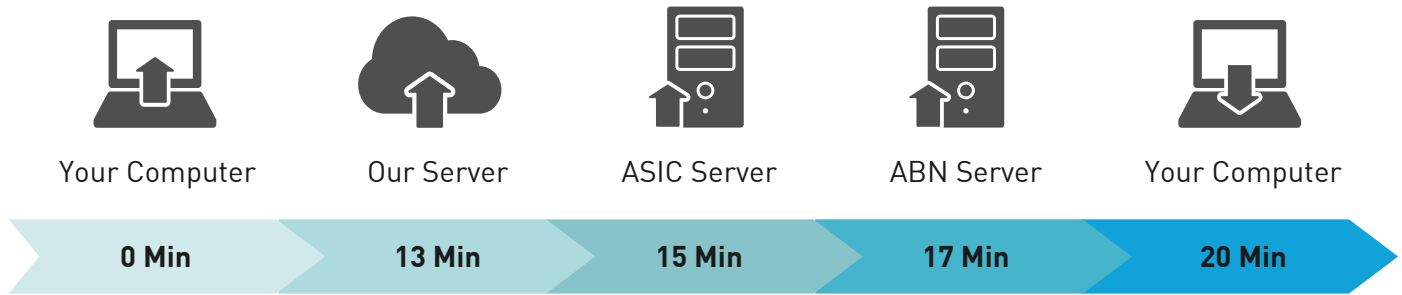 Your Computer
Our Server
ASIC Server
ABN Server
Your Computer
0 Min
13 Min
15 Min
17 Min
20 Min